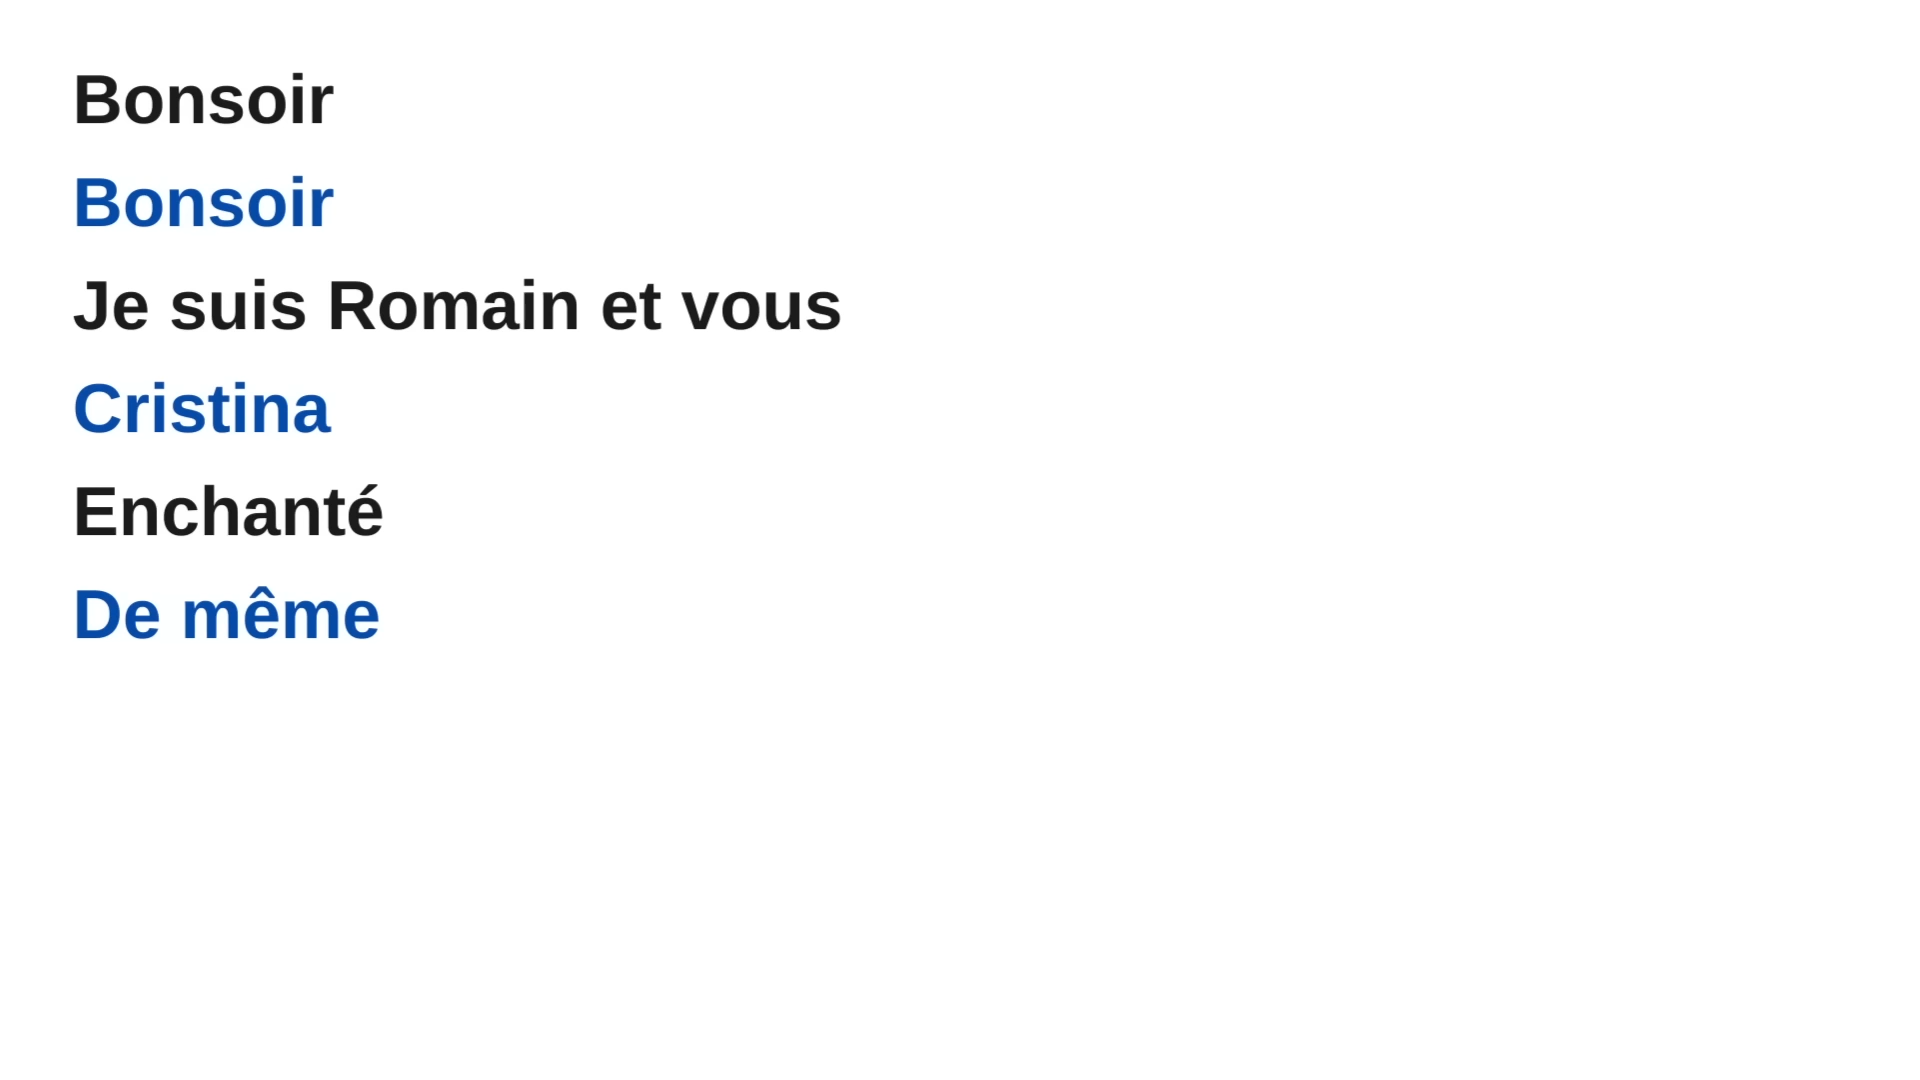 Bonsoir
Bonsoir
Je suis Romain et vous
Cristina
Enchanté
De même